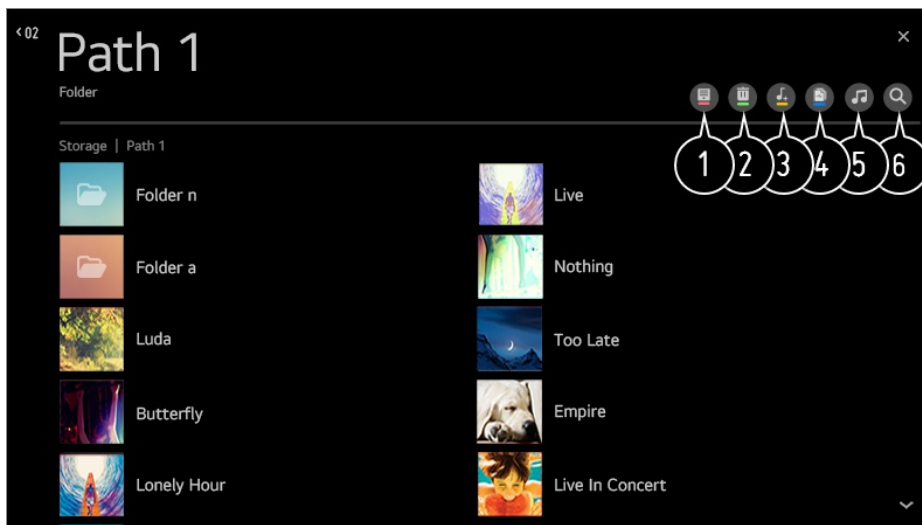 <02
Path 1
×
Folder
Storage | Path 1
1 2 3 4 5 6
Folder n
Live
Folder a
Nothing
Luda
Too Late
Butterfly
Empire
Lonely Hour
Live In Concert